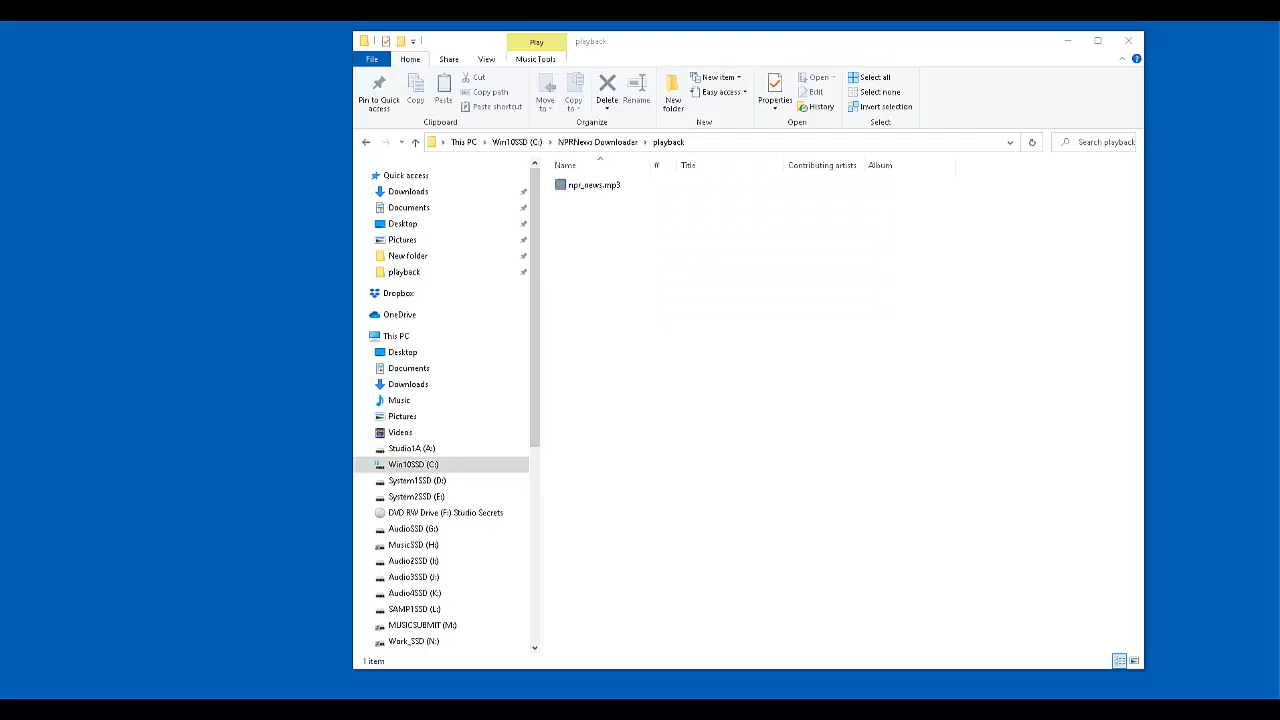 Play playback
File Home Share View Music Tools
Pin to Quick access
Copy
Paste
Cut
Copy path
Paste shortcut
Clipboard
Move to
Copy to
Delete
Rename
Organize
New folder
New item
Easy access
New
Properties
Open
Edit
History
Open
Select all
Select none
Invert selection
Select
This PC > Win10SSD (C:) > NPRNews Downloader > playback
Search playback
Name # Title Contributing artists Album
npr_news.mp3
Quick access
Downloads
Documents
Desktop
Pictures
New folder
playback
Dropbox
OneDrive
This PC
Desktop
Documents
Downloads
Music
Pictures
Videos
Studio1A (A:)
Win10SSD (C:)
System1SSD (D:)
System2SSD (E:)
DVD RW Drive (F:) Studio Secrets
AudioSSD (G:)
MusicSSD (H:)
Audio2SSD (I:)
Audio3SSD (J:)
Audio4SSD (K:)
SAMP1SSD (L:)
MUSICSUBMIT (M:)
Work_SSD (N:)
1 item